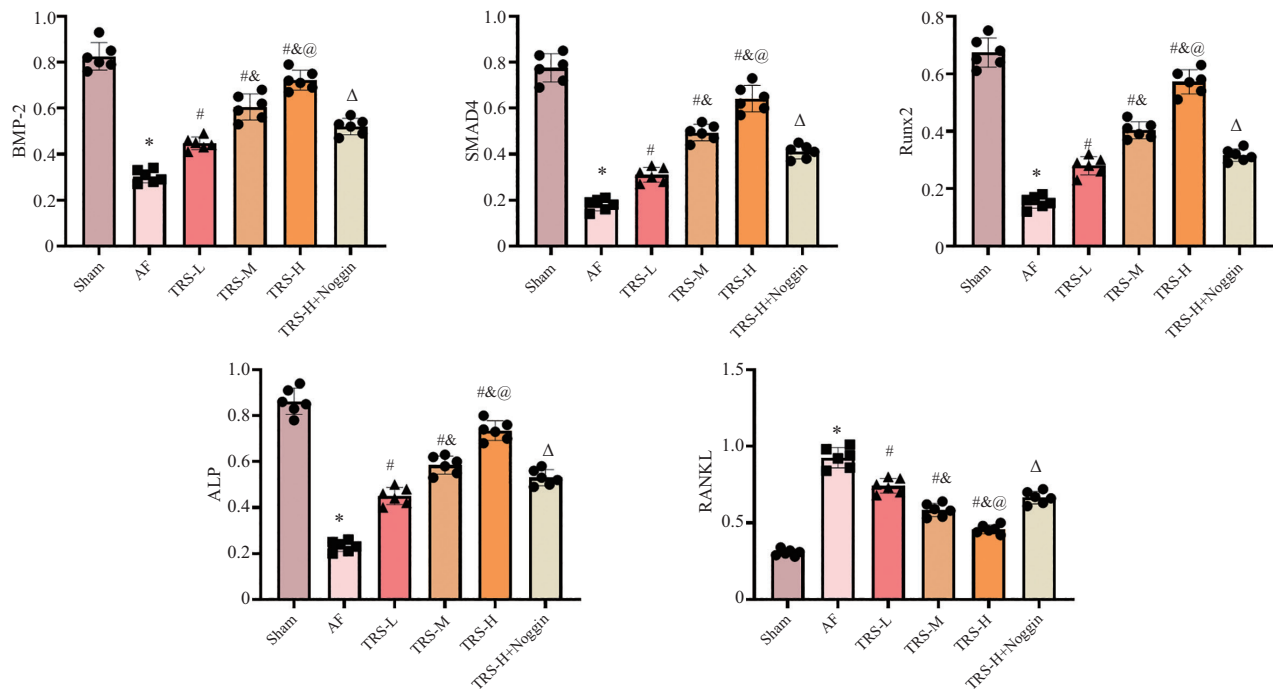 BMP-2
1.0
0.8
0.6
0.4
0.2
0
*
#
#&
#&@
Δ
Sham
AF
TRS-L
TRS-M
TRS-H
TRS-H+Noggin
SMAD4
1.0
0.8
0.6
0.4
0.2
0
*
#
#&
#&@
Δ
Sham
AF
TRS-L
TRS-M
TRS-H
TRS-H+Noggin
Runx2
0.8
0.6
0.4
0.2
0
*
#
#&
#&@
Δ
Sham
AF
TRS-L
TRS-M
TRS-H
TRS-H+Noggin
ALP
1.0
0.8
0.6
0.4
0.2
0
*
#
#&
#&@
Δ
Sham
AF
TRS-L
TRS-M
TRS-H
TRS-H+Noggin
RANKL
1.5
1.0
0.5
0
*
#
#&
#&@
Δ
Sham
AF
TRS-L
TRS-M
TRS-H
TRS-H+Noggin